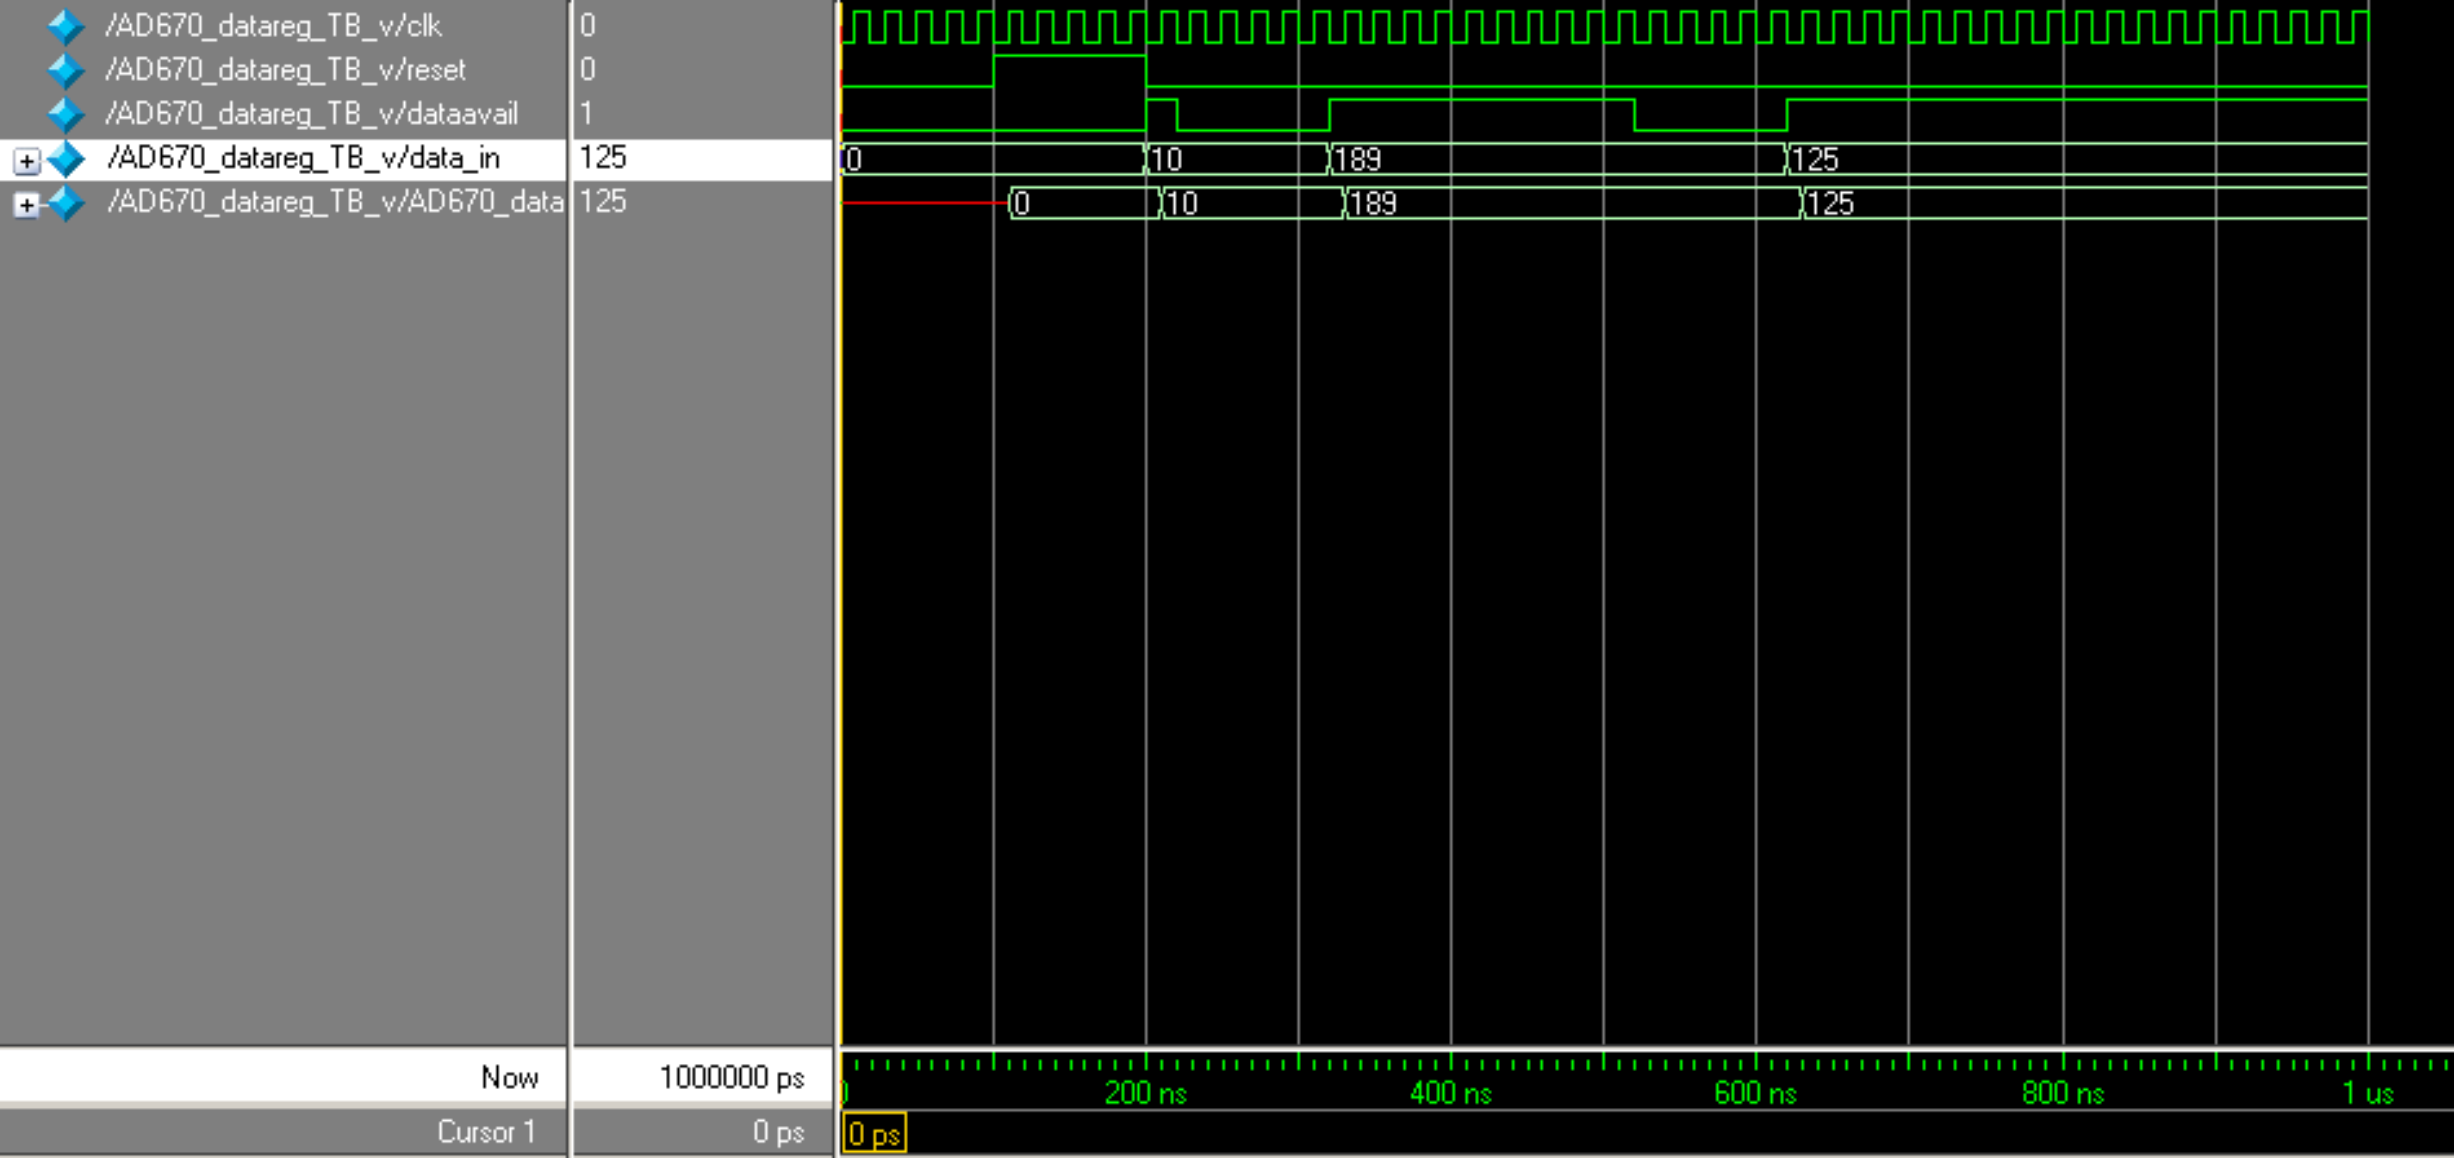 /AD670_datareg_TB_v/clk 0
/AD670_datareg_TB_v/reset 0
/AD670_datareg_TB_v/dataavail 1
/AD670_datareg_TB_v/data_in 125 0 10 189 125
/AD670_datareg_TB_v/AD670_data 125 0 10 189 125
Now 1000000 ps 200 ns 400 ns 600 ns 800 ns 1 us
Cursor 1 0 ps 0 ps